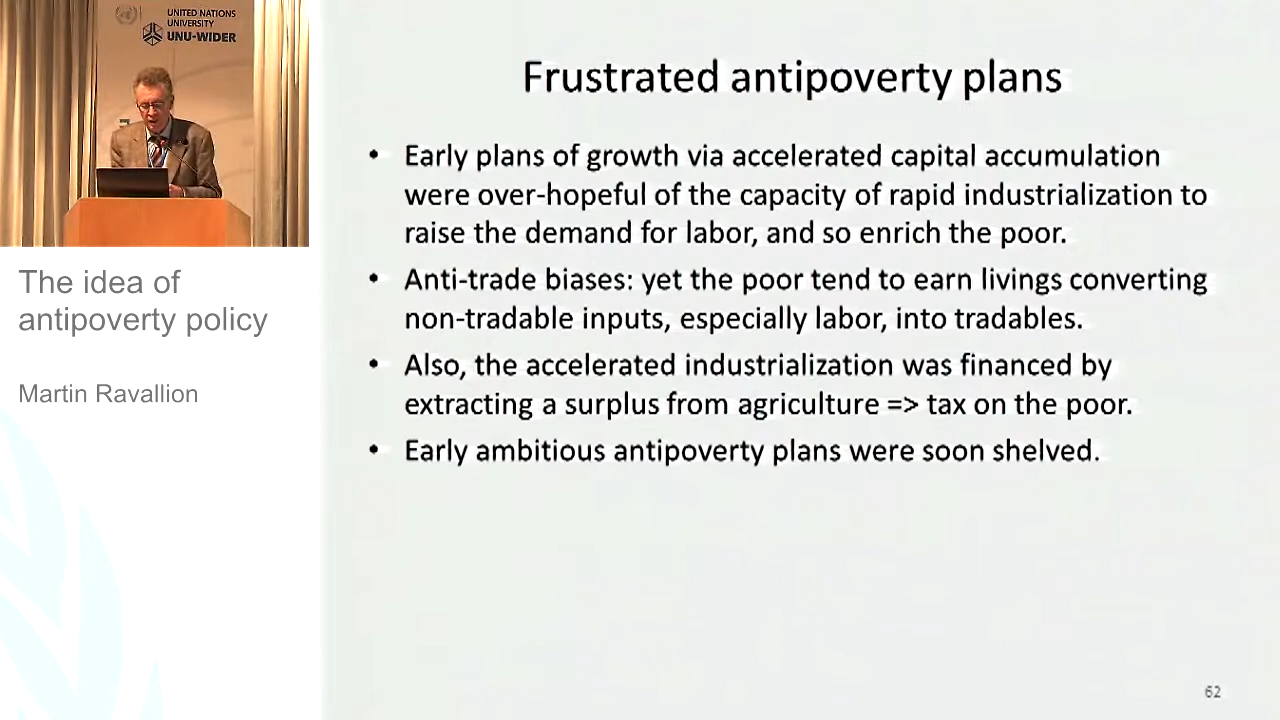 UNITED NATIONS
UNIVERSITY
UNU-WIDER
The idea of
antipoverty policy
Martin Ravallion
Frustrated antipoverty plans
• Early plans of growth via accelerated capital accumulation
were over-hopeful of the capacity of rapid industrialization to
raise the demand for labor, and so enrich the poor.
• Anti-trade biases: yet the poor tend to earn livings converting
non-tradable inputs, especially labor, into tradables.
• Also, the accelerated industrialization was financed by
extracting a surplus from agriculture => tax on the poor.
• Early ambitious antipoverty plans were soon shelved.
62